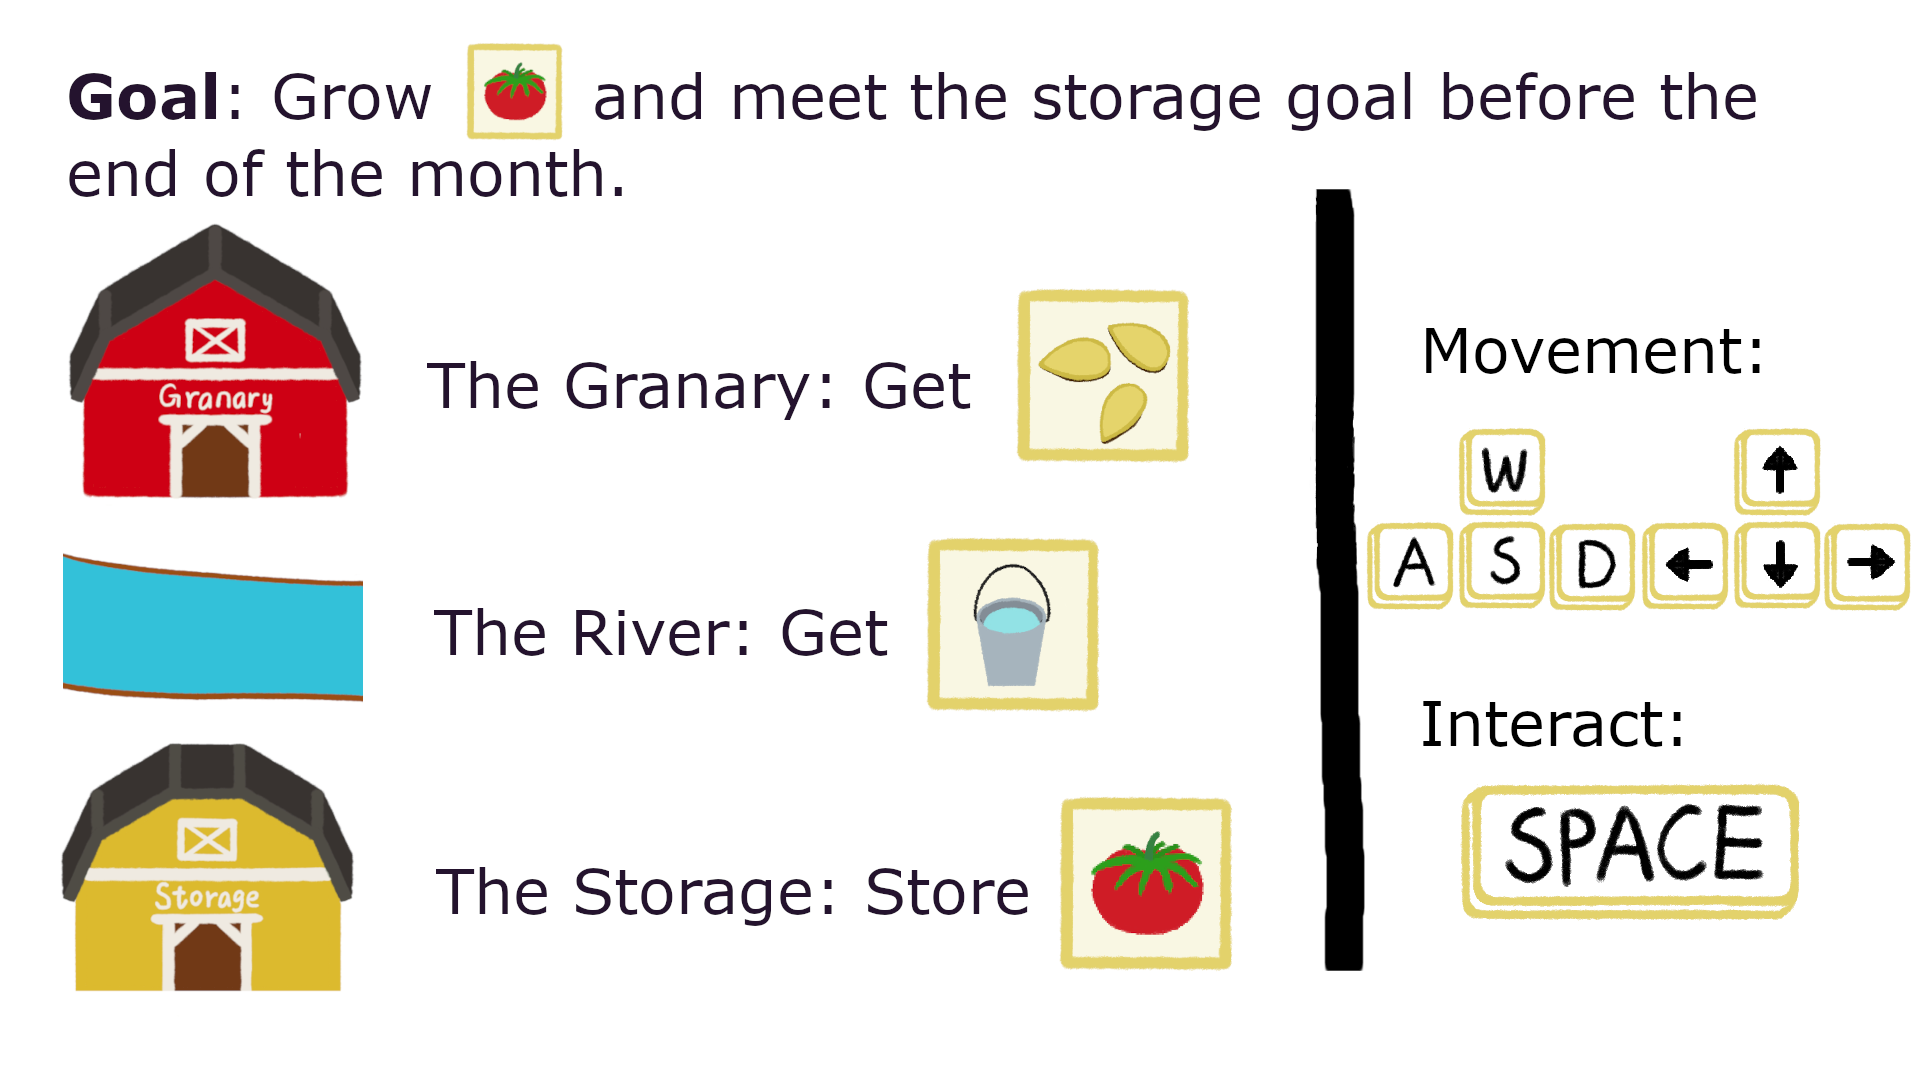 Goal: Grow and meet the storage goal before the
end of the month.
Granary
The Granary: Get
The River: Get
Storage
The Storage: Store
Movement:
W
A S D
Interact:
SPACE